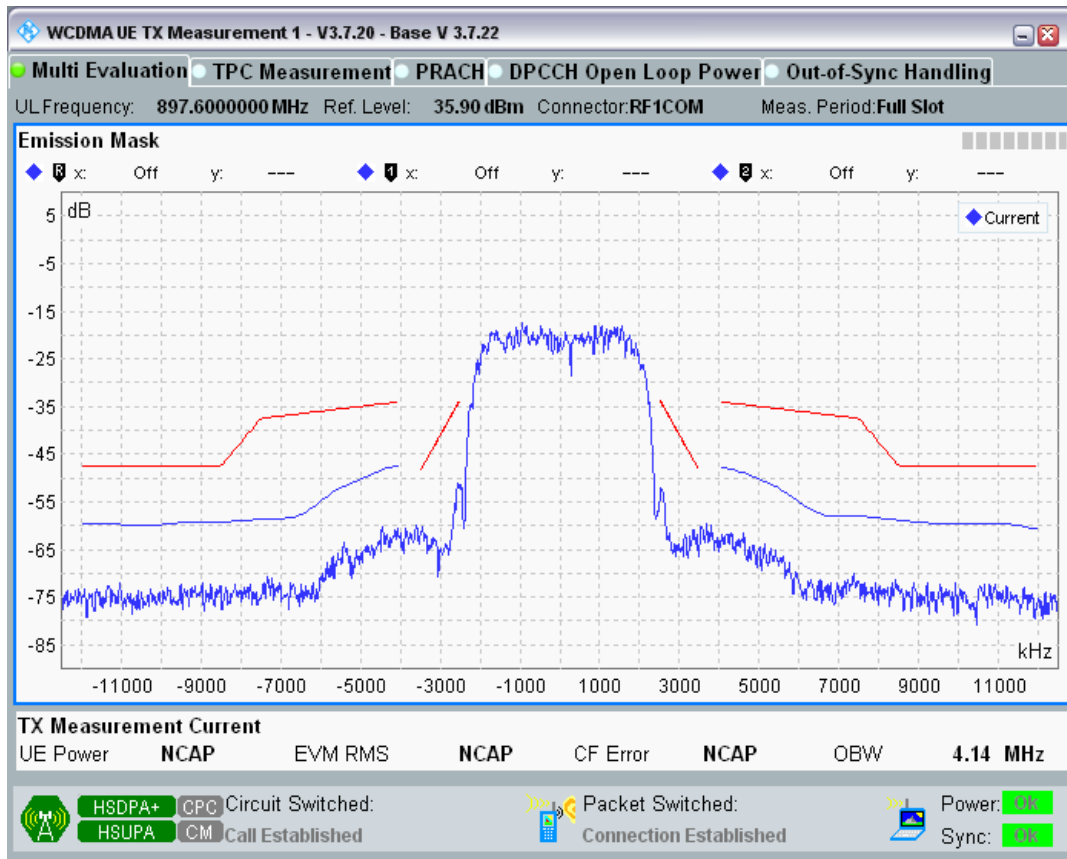 WCDMA UE TX Measurement 1 - V3.7.20 - Base V 3.7.22
Multi Evaluation TPC Measurement PRACH DPCCH Open Loop Power Out-of-Sync Handling
UL Frequency: 897.6000000 MHz Ref. Level: 35.90 dBm Connector:RF1COM Meas. Period:Full Slot
Emission Mask
R x: Off y: --- 1 x: Off y: --- 2 x: Off y: ---
dB
Current
5
-5
-15
-25
-35
-45
-55
-65
-75
-85
kHz
-11000 -9000 -7000 -5000 -3000 -1000 1000 3000 5000 7000 9000 11000
TX Measurement Current
UE Power NCAP EVM RMS NCAP CF Error NCAP OBW 4.14 MHz
HSDPA+ CPC Circuit Switched: Packet Switched: Power: Ok
HSUPA CM Call Established Connection Established Sync: Ok